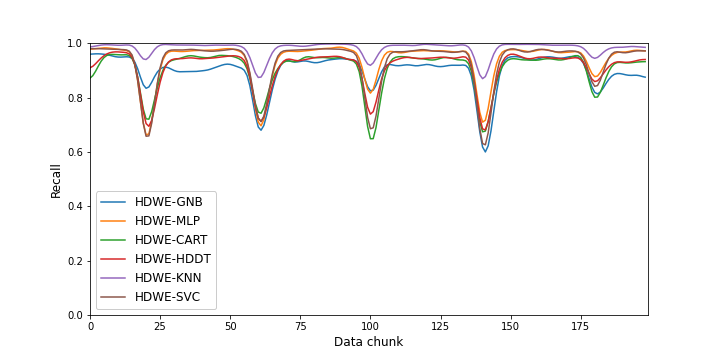 1.0
0.8
0.6
0.4
0.2
0.0
Recall
HDWE-GNB
HDWE-MLP
HDWE-CART
HDWE-HDDT
HDWE-KNN
HDWE-SVC
0 25 50 75 100 125 150 175
Data chunk